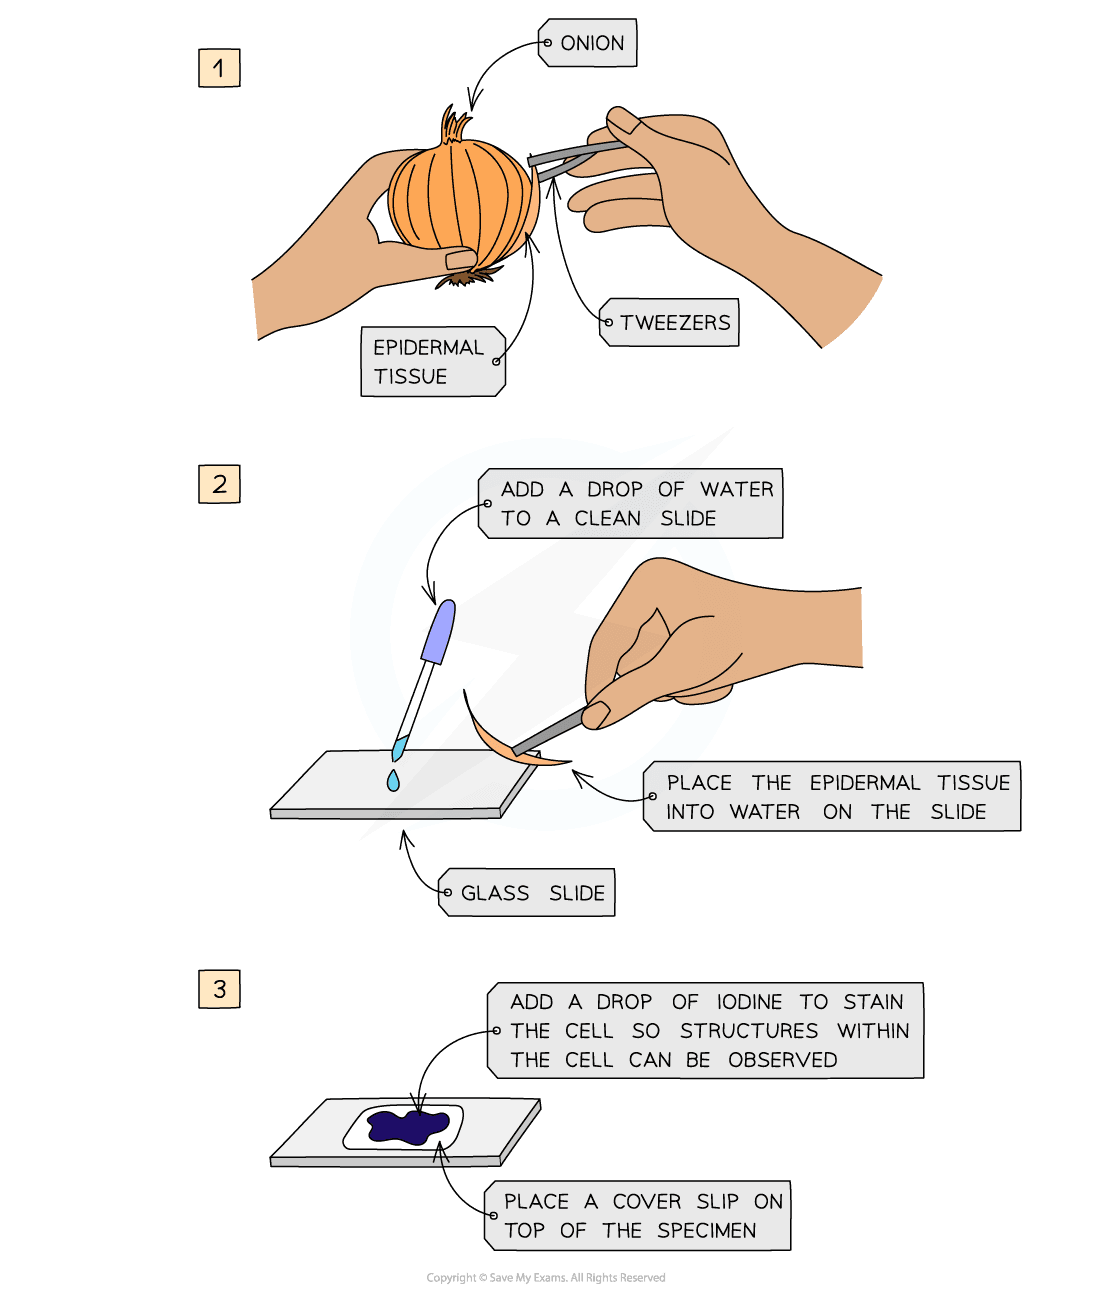 1
ONION
TWEEZERS
EPIDERMAL
TISSUE
2
ADD A DROP OF WATER
TO A CLEAN SLIDE
PLACE THE EPIDERMAL TISSUE
INTO WATER ON THE SLIDE
GLASS SLIDE
3
ADD A DROP OF IODINE TO STAIN
THE CELL SO STRUCTURES WITHIN
THE CELL CAN BE OBSERVED
PLACE A COVER SLIP ON
TOP OF THE SPECIMEN
Copyright © Save My Exams. All Rights Reserved